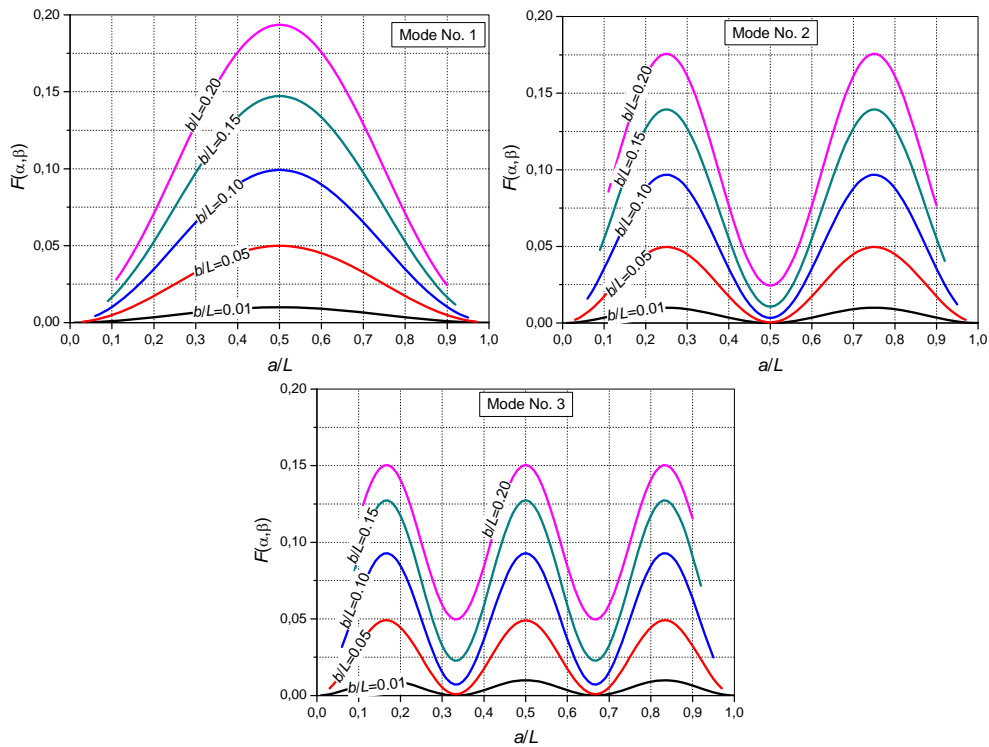 Mode No. 1
0,20
0,15
0,10
0,05
0,00
F(α,β)
b/L=0.20
b/L=0.15
b/L=0.10
b/L=0.05
b/L=0.01
0,0 0,1 0,2 0,3 0,4 0,5 0,6 0,7 0,8 0,9 1,0
a/L
Mode No. 2
0,20
0,15
0,10
0,05
0,00
F(α,β)
b/L=0.20
b/L=0.15
b/L=0.10
b/L=0.05
b/L=0.01
0,0 0,1 0,2 0,3 0,4 0,5 0,6 0,7 0,8 0,9 1,0
a/L
Mode No. 3
0,20
0,15
0,10
0,05
0,00
F(α,β)
b/L=0.20
b/L=0.15
b/L=0.10
b/L=0.05
b/L=0.01
0,0 0,1 0,2 0,3 0,4 0,5 0,6 0,7 0,8 0,9 1,0
a/L